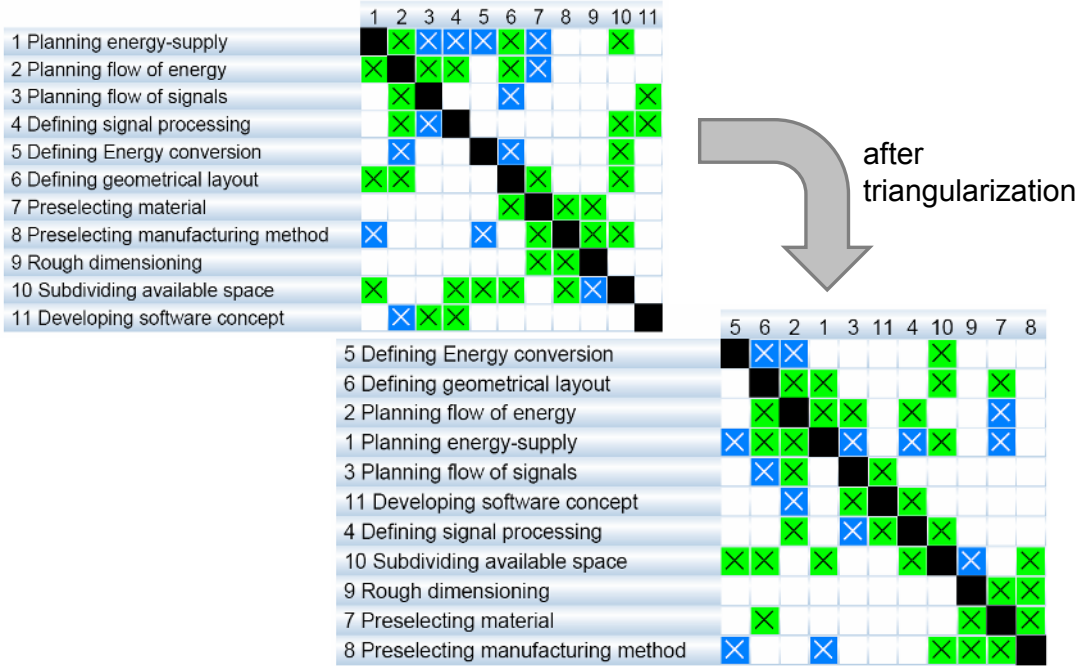 1 2 3 4 5 6 7 8 9 10 11
1 Planning energy-supply
2 Planning flow of energy
3 Planning flow of signals
4 Defining signal processing
5 Defining Energy conversion
6 Defining geometrical layout
7 Preselecting material
8 Preselecting manufacturing method
9 Rough dimensioning
10 Subdividing available space
11 Developing software concept
after
triangularization
5 6 2 1 3 11 4 10 9 7 8
5 Defining Energy conversion
6 Defining geometrical layout
2 Planning flow of energy
1 Planning energy-supply
3 Planning flow of signals
11 Developing software concept
4 Defining signal processing
10 Subdividing available space
9 Rough dimensioning
7 Preselecting material
8 Preselecting manufacturing method